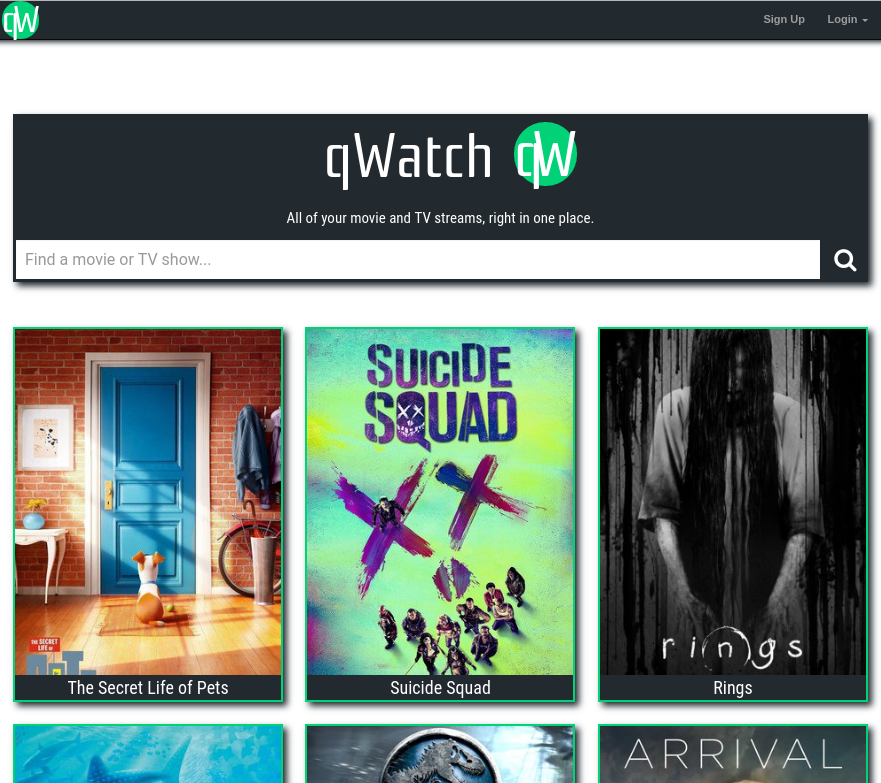 qW
Sign Up Login
qWatch qW
All of your movie and TV streams, right in one place.
Find a movie or TV show...
SUICIDE
SQUAD
rings
THE SECRET
LIFE OF
The Secret Life of Pets
Suicide Squad
Rings
ARRIVAL